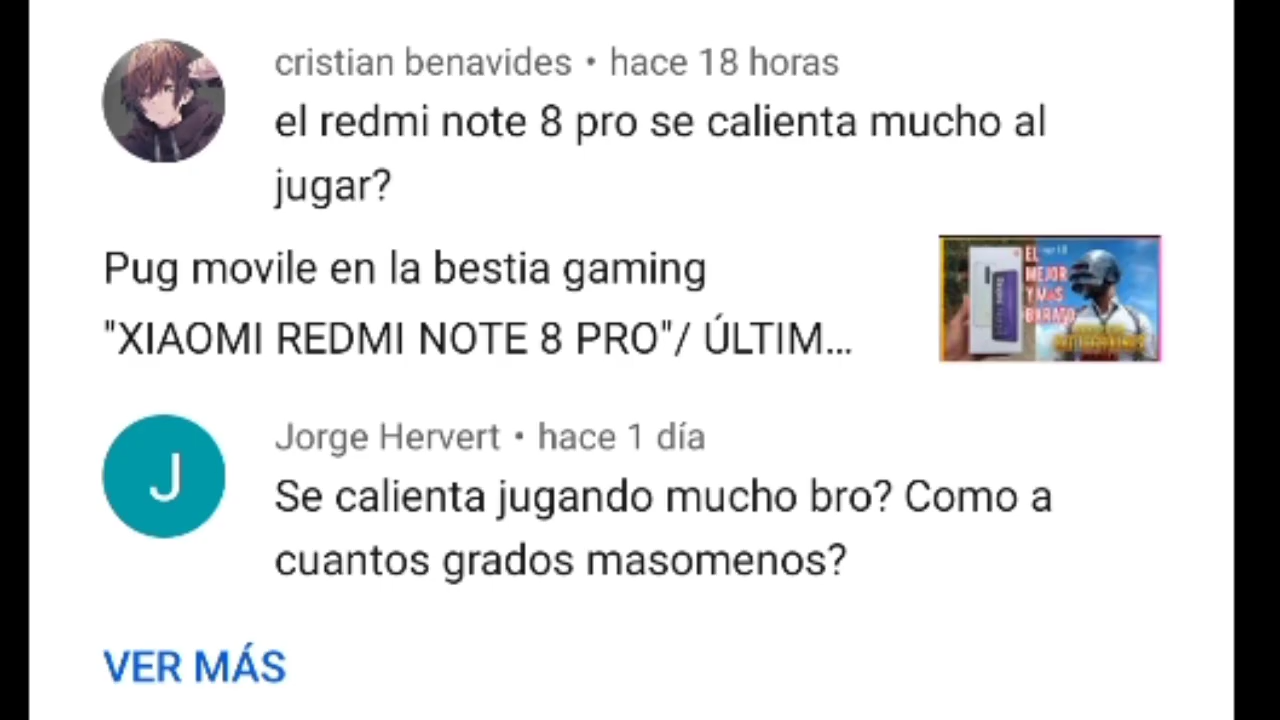 cristian benavides • hace 18 horas
el redmi note 8 pro se calienta mucho al
jugar?
Pug movile en la bestia gaming
"XIAOMI REDMI NOTE 8 PRO"/ ÚLTIM...
EL
MEJOR
Y MAS
BARATO
J
Jorge Hervert • hace 1 día
Se calienta jugando mucho bro? Como a
cuantos grados masomenos?
VER MÁS